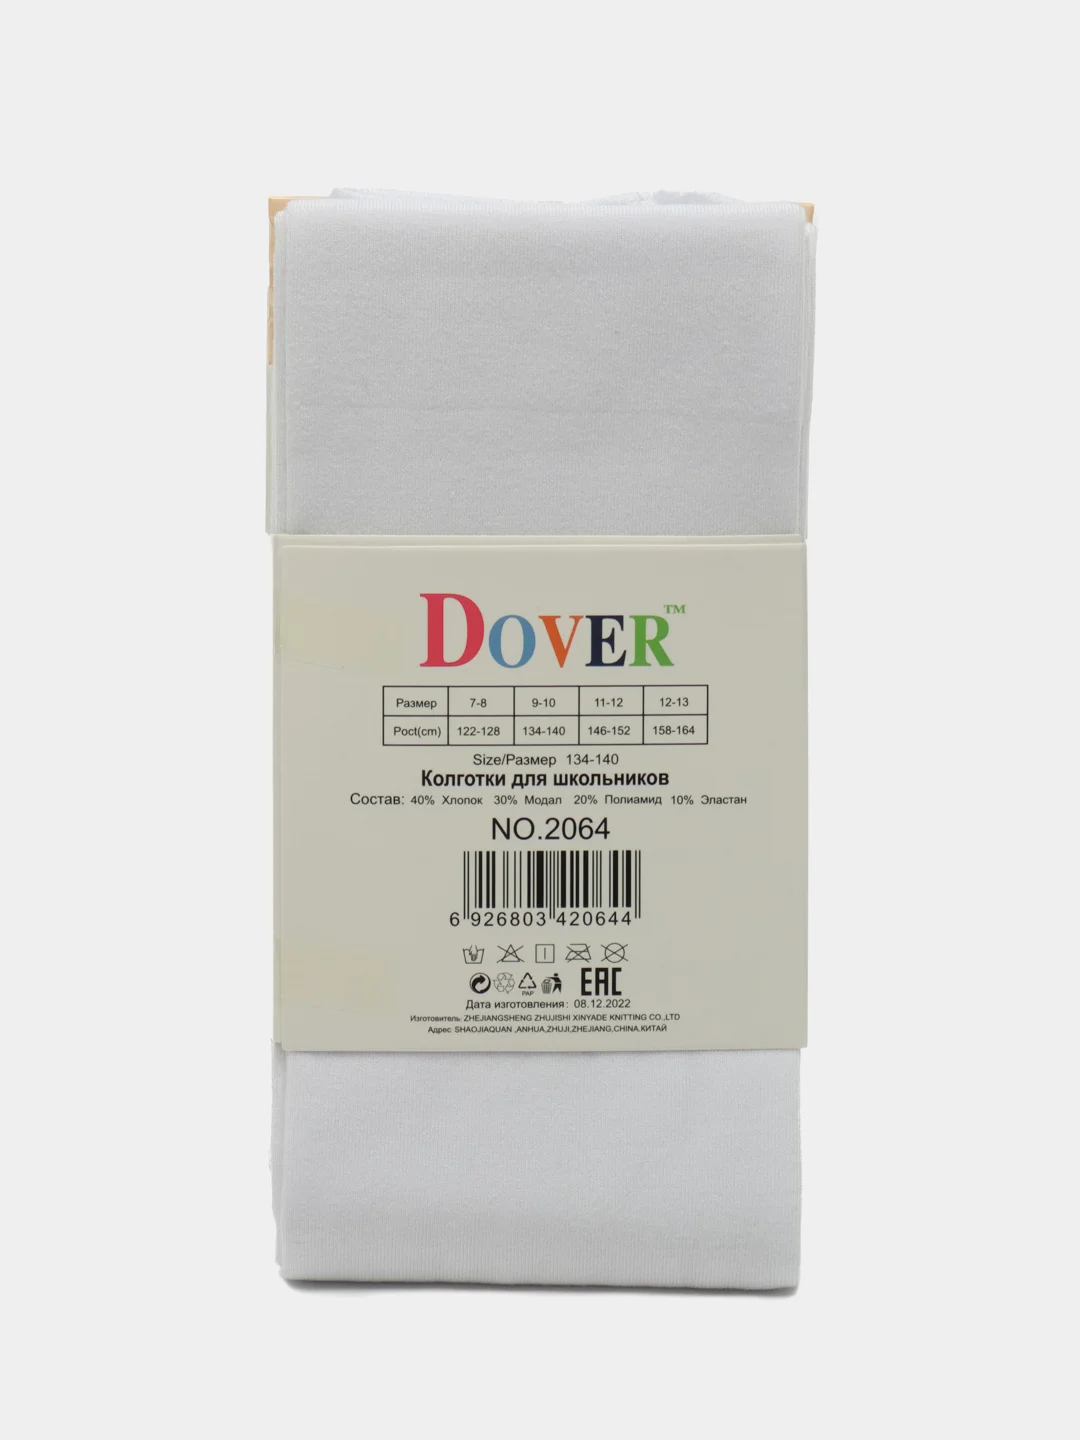 DOVER™
Размер 7-8 9-10 11-12 12-13
Рост(cm) 122-128 134-140 146-152 158-164
Size/Размер 134-140
Колготки для школьников
Состав: 40% Хлопок 30% Модал 20% Полиамид 10% Эластан
NO.2064
6 926803 420644
PAP EAC
Дата изготовления: 08.12.2022
Изготовитель: ZHEJIANGSHENG ZHUJISHI XINYADE KNITTING CO.,LTD
Адрес: SHAOJIAQUAN ,ANHUA,ZHUJI,ZHEJIANG,CHINA,КИТАЙ